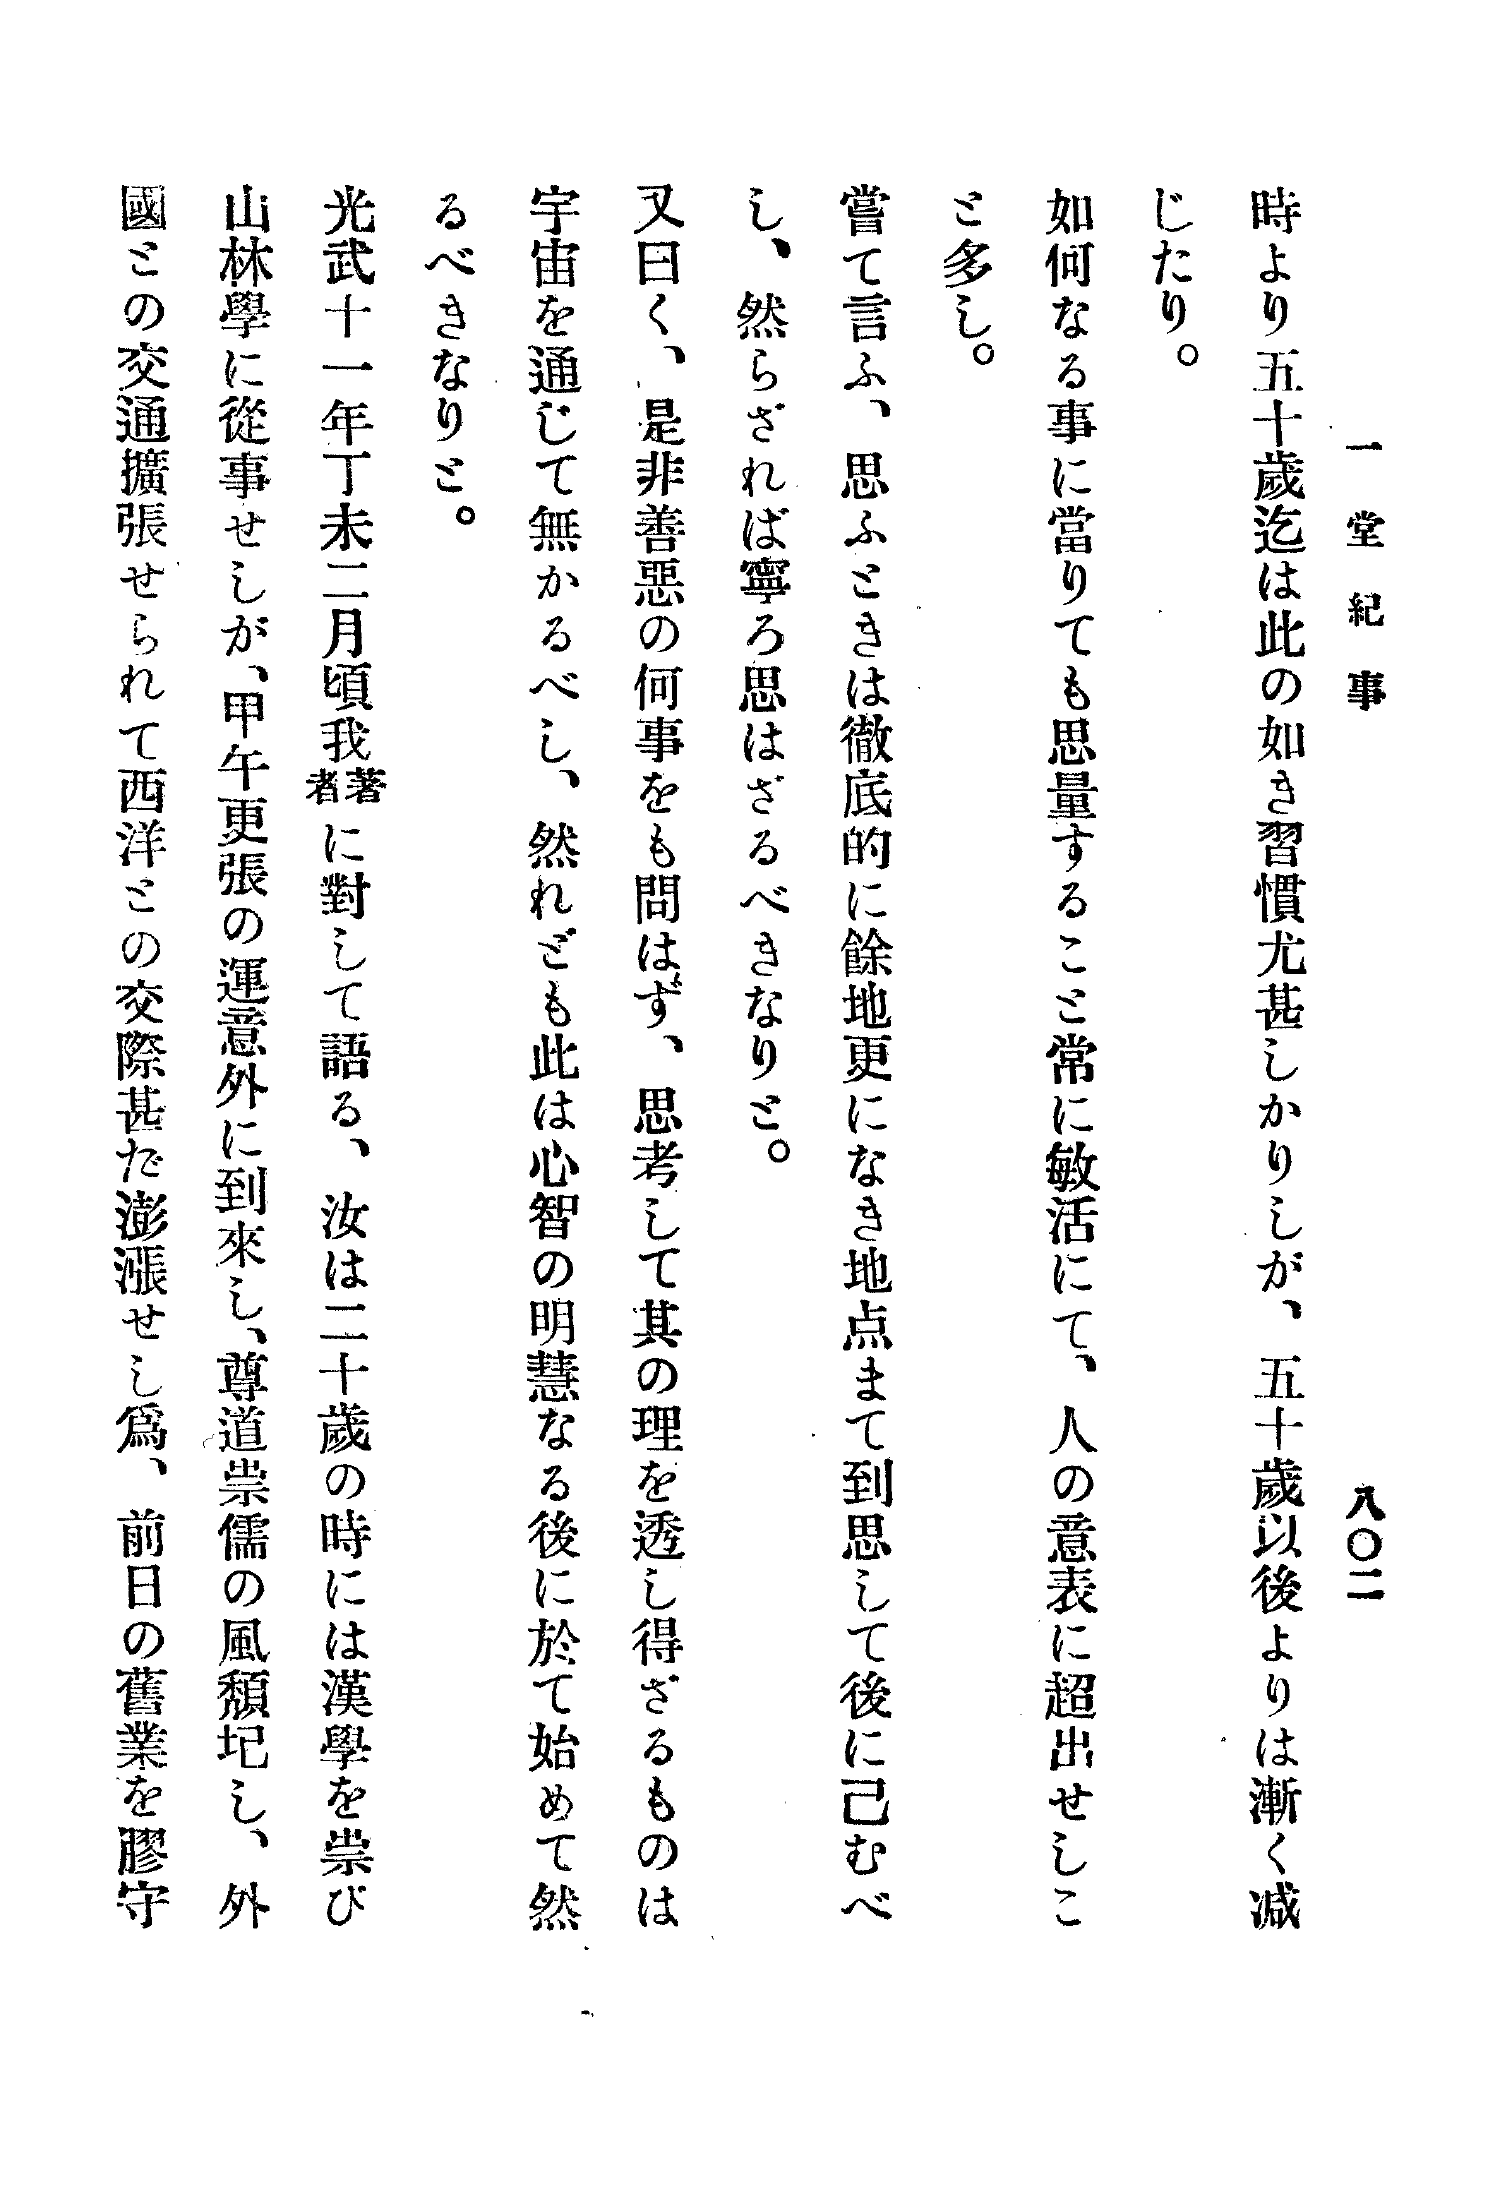 一堂紀事　八〇二
時より五十歲迄は此の如き習慣尤甚しかりしが、五十歲以後よりは漸く減
じたり。
如何なる事に當りても思量すること常に敏活にて、人の意表に超出せしこ
と多し。
嘗て言ふ、思ふときは徹底的に餘地更になき地点まて到思して後に己むべ
し、然らざれば寧ろ思はざるべきなりと。
又曰く、是非善惡の何事をも問はず、思考して其の理を透し得ざるものは
宇宙を通じて無かるべし、然れども此は心智の明慧なる後に於て始めて然
るべきなりと。
光武十一年丁未二月頃我著者に對して語る、汝は二十歲の時には漢學を崇び
山林學に從事せしが、甲午更張の運意外に到來し、尊道崇儒の風頽圮し、外
國との交通擴張せられて西洋との交際甚だ澎漲せし爲、前日の舊業を膠守